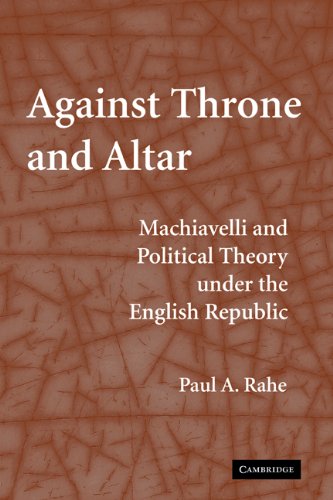 Against Throne
and Altar
Machiavelli and
Political Theory
under the
English Republic
Paul A. Rahe
CAMBRIDGE